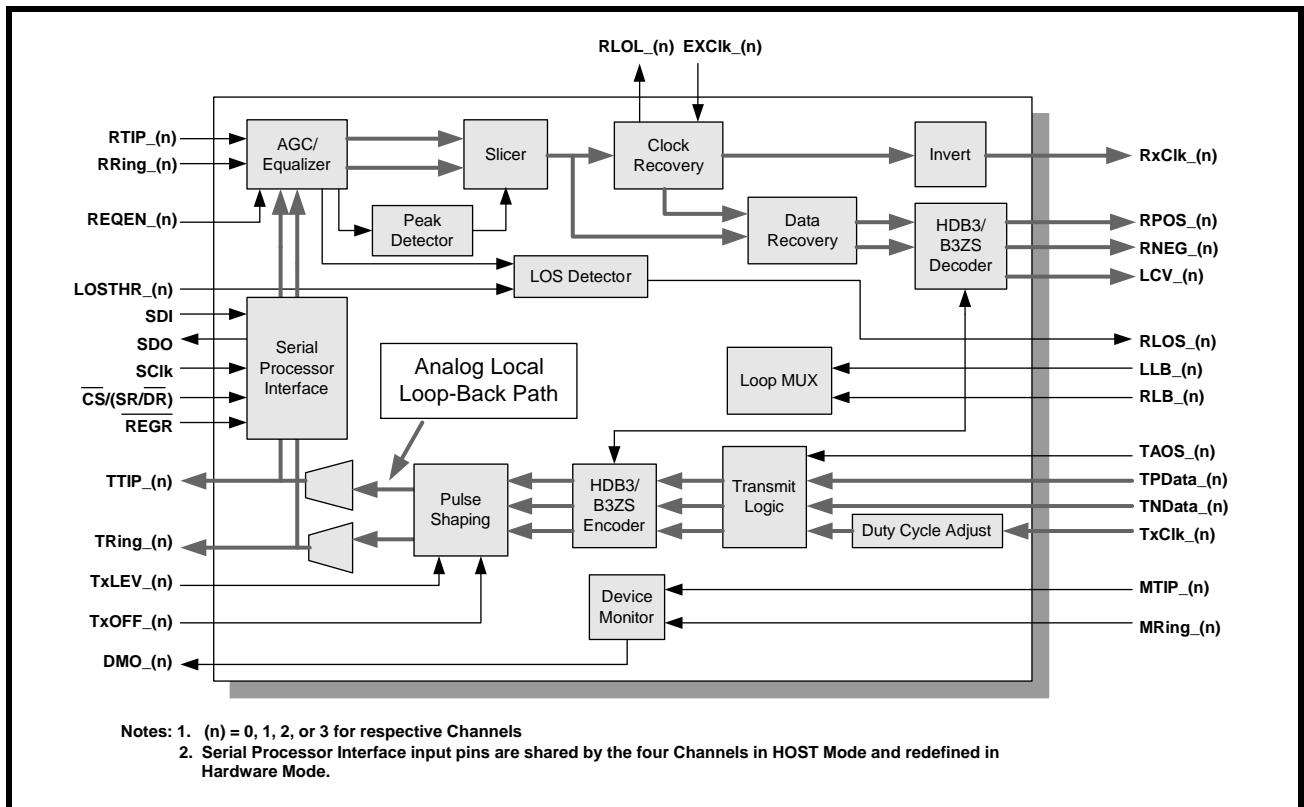 RLOL_(n) EXClk_(n)
RTIP_(n)
RRing_(n)
REQEN_(n)
LOSTHR_(n)
SDI
SDO
SClk
CS/(SR/DR)
REGR
TTIP_(n)
TRing_(n)
TxLEV_(n)
TxOFF_(n)
DMO_(n)
AGC/
Equalizer
Slicer
Clock
Recovery
Invert
Peak
Detector
Data
Recovery
HDB3/
B3ZS
Decoder
LOS Detector
Serial
Processor
Interface
Analog Local
Loop-Back Path
Loop MUX
Pulse
Shaping
HDB3/
B3ZS
Encoder
Transmit
Logic
Duty Cycle Adjust
Device
Monitor
RxClk_(n)
RPOS_(n)
RNEG_(n)
LCV_(n)
RLOS_(n)
LLB_(n)
RLB_(n)
TAOS_(n)
TPData_(n)
TNData_(n)
TxClk_(n)
MTIP_(n)
MRing_(n)
Notes: 1. (n) = 0, 1, 2, or 3 for respective Channels
2. Serial Processor Interface input pins are shared by the four Channels in HOST Mode and redefined in
Hardware Mode.